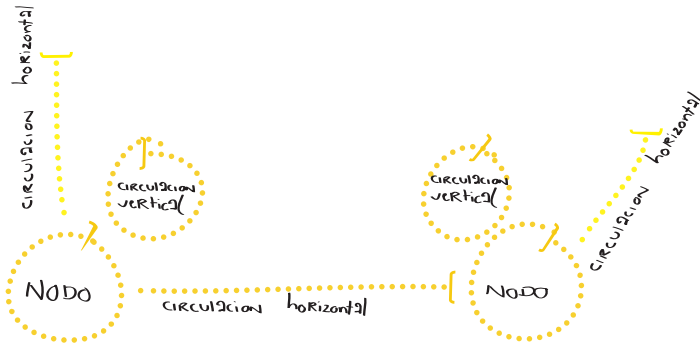 CIRCULACION horizontal
CIRCULACION
verTical
CIRCULACION
verTical
CIRCULACION horizontal
NODO
NODO
CIRCULACION horizontal